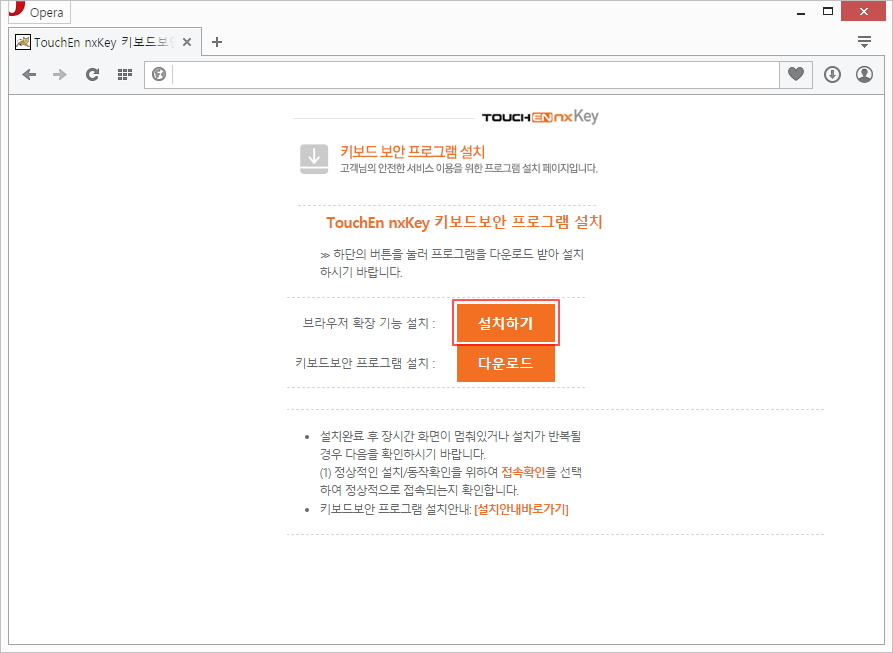 Opera
TouchEn nxKey 키보드보안
TOUCHEN nxKey
키보드 보안 프로그램 설치
고객님의 안전한 서비스 이용을 위한 프로그램 설치 페이지입니다.
TouchEn nxKey 키보드보안 프로그램 설치
≫ 하단의 버튼을 눌러 프로그램을 다운로드 받아 설치
하시기 바랍니다.
브라우저 확장 기능 설치 : 설치하기
키보드보안 프로그램 설치 : 다운로드
• 설치완료 후 장시간 화면이 멈춰있거나 설치가 반복될
경우 다음을 확인하시기 바랍니다.
(1) 정상적인 설치/동작확인을 위하여 접속확인을 선택
하여 정상적으로 접속되는지 확인합니다.
• 키보드보안 프로그램 설치안내: [설치안내바로가기]